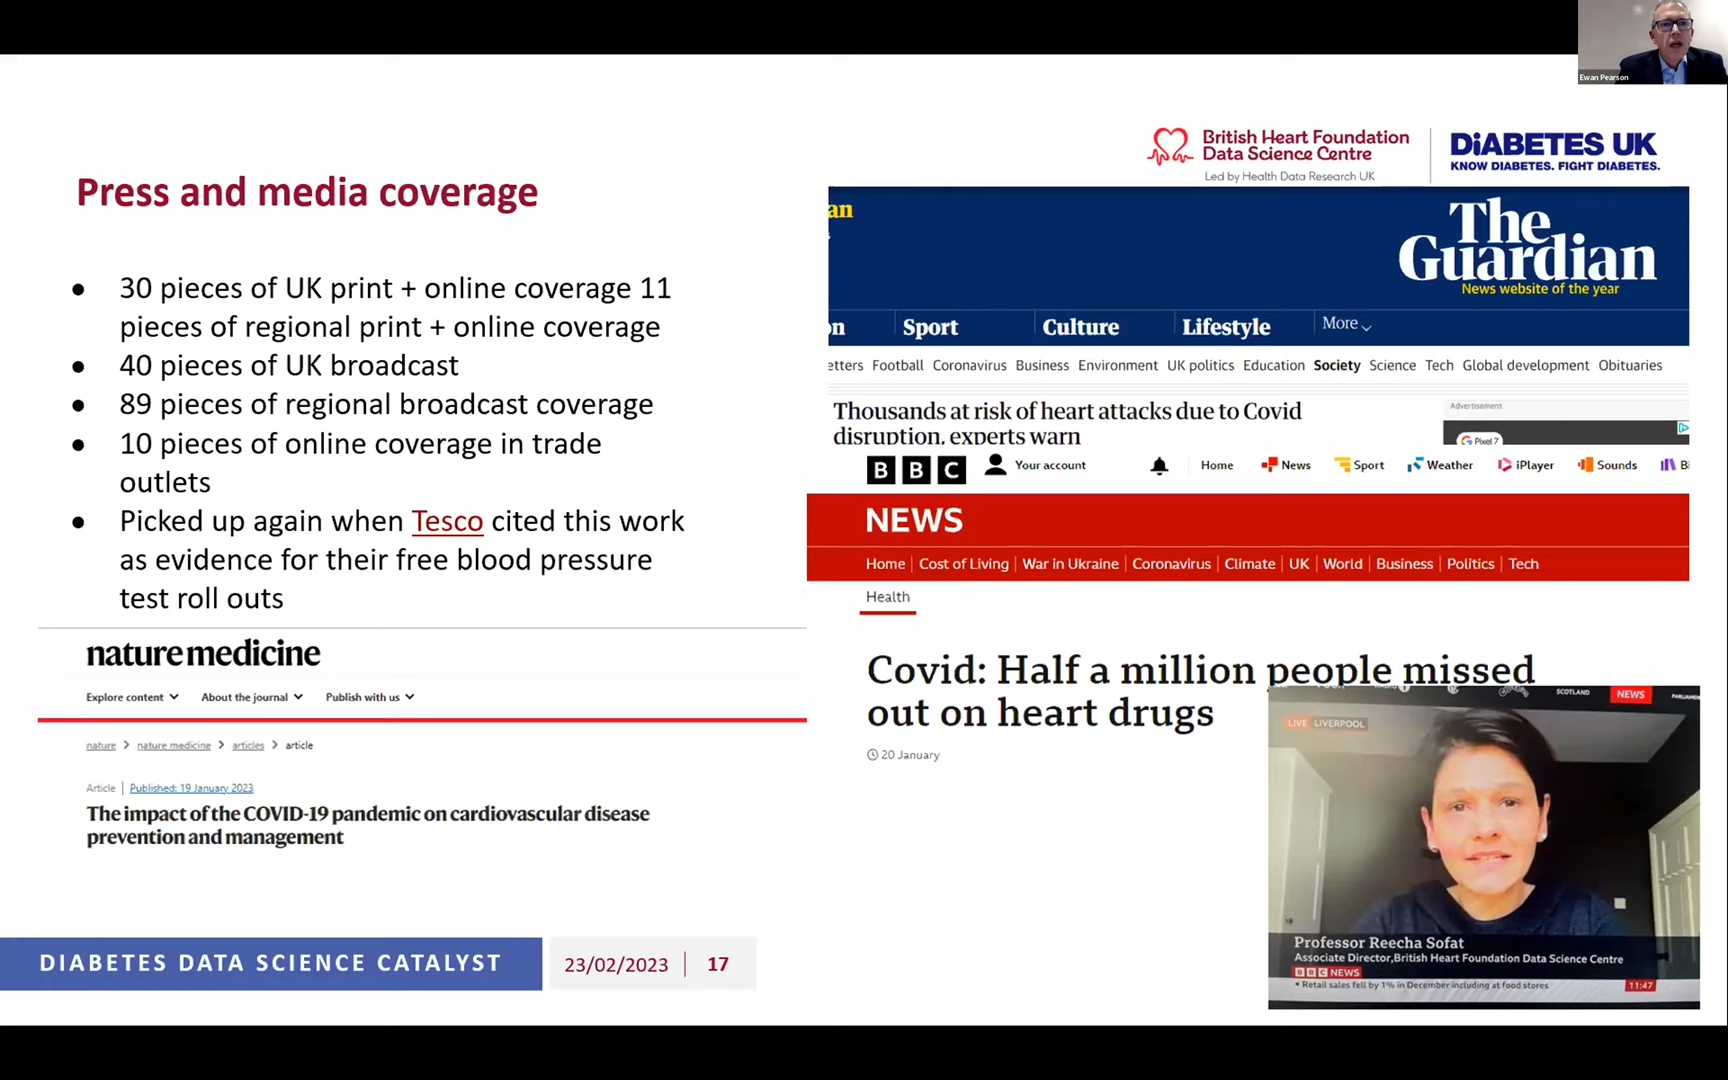 Ewan Pearson
British Heart Foundation
Data Science Centre
Led by Health Data Research UK
DiABETES UK
KNOW DIABETES. FIGHT DIABETES.
Press and media coverage
● 30 pieces of UK print + online coverage 11
pieces of regional print + online coverage
● 40 pieces of UK broadcast
● 89 pieces of regional broadcast coverage
● 10 pieces of online coverage in trade
outlets
● Picked up again when Tesco cited this work
as evidence for their free blood pressure
test roll outs
nature medicine
Explore content About the journal Publish with us
nature > nature medicine > articles > article
Article | Published: 19 January 2023
The impact of the COVID-19 pandemic on cardiovascular disease
prevention and management
an
s
The
Guardian
News website of the year
on Sport Culture Lifestyle More
etters Football Coronavirus Business Environment UK politics Education Society Science Tech Global development Obituaries
Thousands at risk of heart attacks due to Covid
disruption, experts warn
Advertisement
G Pixel 7
BBC Your account Home News Sport Weather iPlayer Sounds Bi
NEWS
Home | Cost of Living | War in Ukraine | Coronavirus | Climate | UK | World | Business | Politics | Tech
Health
Covid: Half a million people missed
out on heart drugs
20 January
SCOTLAND NEWS
LIVE LIVERPOOL
Professor Reecha Sofat
Associate Director,British Heart Foundation Data Science Centre
BBC NEWS
• Retail sales fell by 1% in December including at food stores 11:47
DIABETES DATA SCIENCE CATALYST
23/02/2023 | 17